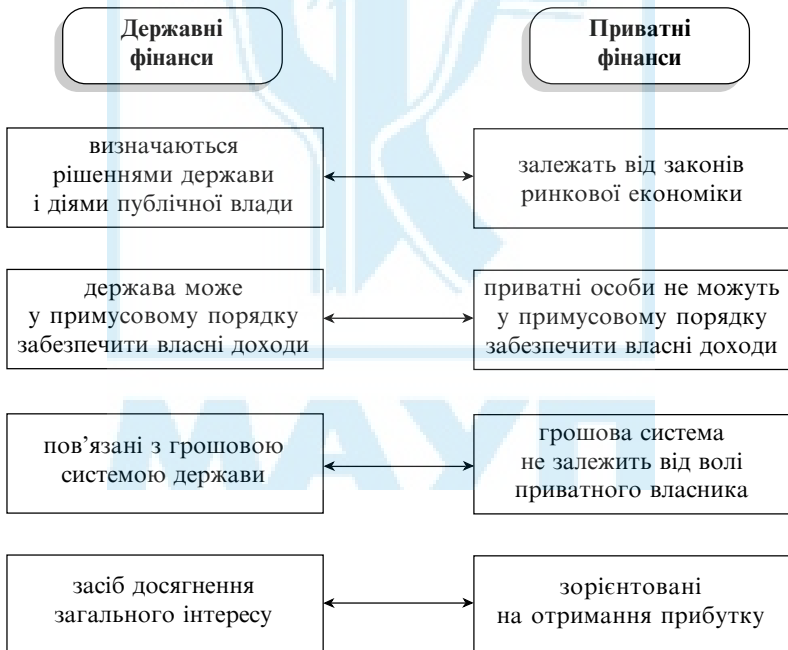 Державні
фінанси
Приватні
фінанси
визначаються
рішеннями держави
і діями публічної влади
залежать від законів
ринкової економіки
держава може
у примусовому порядку
забезпечити власні доходи
приватні особи не можуть
у примусовому порядку
забезпечити власні доходи
пов’язані з грошовою
системою держави
грошова система
не залежить від волі
приватного власника
засіб досягнення
загального інтересу
зорієнтовані
на отримання прибутку
МАУП